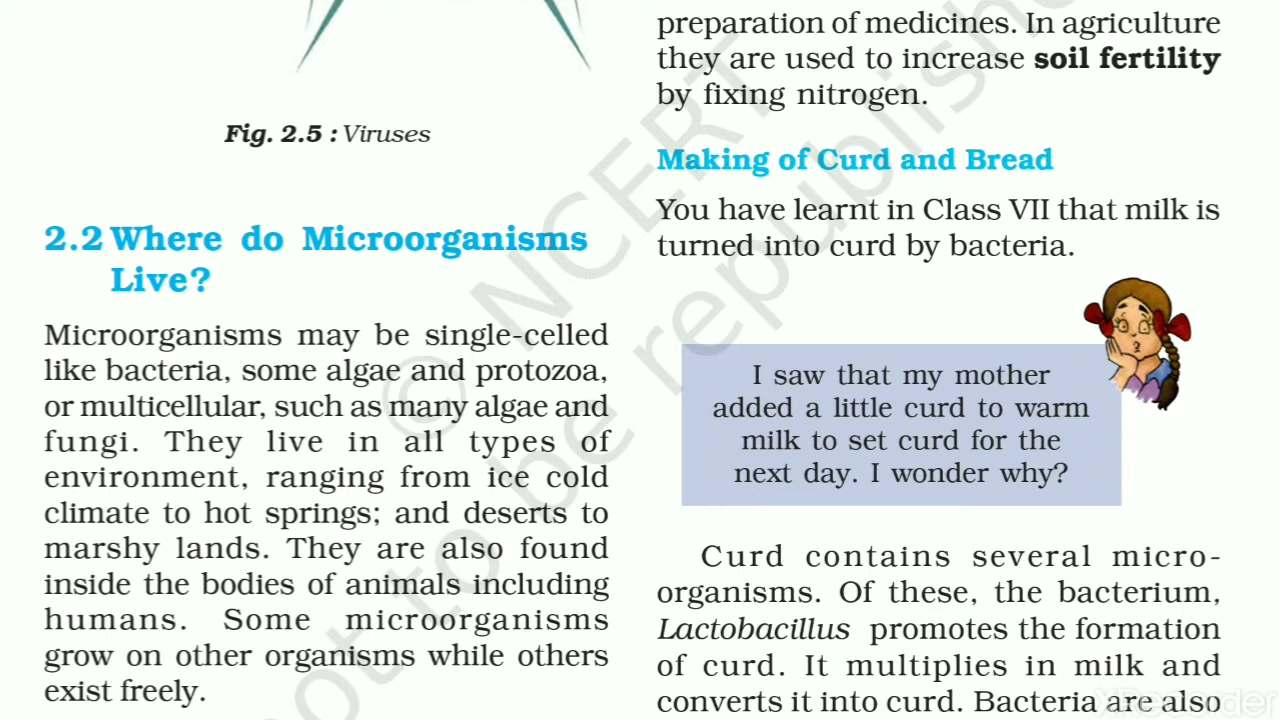 Fig. 2.5 : Viruses
2.2 Where do Microorganisms
Live?
Microorganisms may be single-celled
like bacteria, some algae and protozoa,
or multicellular, such as many algae and
fungi. They live in all types of
environment, ranging from ice cold
climate to hot springs; and deserts to
marshy lands. They are also found
inside the bodies of animals including
humans. Some microorganisms
grow on other organisms while others
exist freely.
preparation of medicines. In agriculture
they are used to increase soil fertility
by fixing nitrogen.
Making of Curd and Bread
You have learnt in Class VII that milk is
turned into curd by bacteria.
I saw that my mother
added a little curd to warm
milk to set curd for the
next day. I wonder why?
Curd contains several micro-
organisms. Of these, the bacterium,
Lactobacillus promotes the formation
of curd. It multiplies in milk and
converts it into curd. Bacteria are also
© NCERT
not to be republished
XRecorder